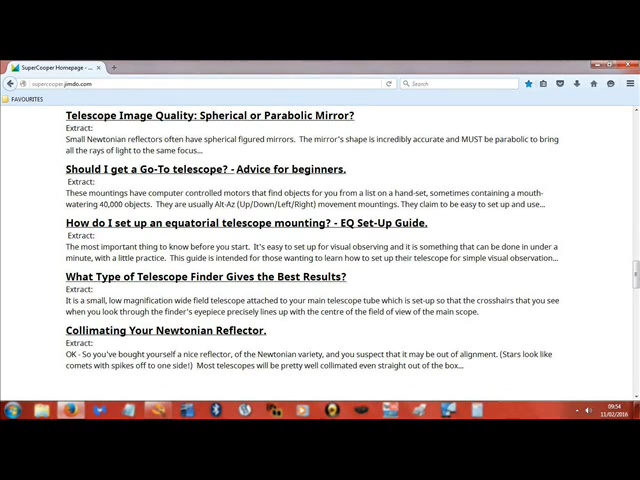 SuperCooper Homepage - ...
supercooper.jimdo.com
Search
FAVOURITES
Telescope Image Quality: Spherical or Parabolic Mirror?
Extract:
Small Newtonian reflectors often have spherical figured mirrors. The mirror's shape is incredibly accurate and MUST be parabolic to bring
all the rays of light to the same focus...
Should I get a Go-To telescope? - Advice for beginners.
Extract:
These mountings have computer controlled motors that find objects for you from a list on a hand-set, sometimes containing a mouth-
watering 40,000 objects. They are usually Alt-Az (Up/Down/Left/Right) movement mountings. They claim to be easy to set up and use...
How do I set up an equatorial telescope mounting? - EQ Set-Up Guide.
Extract:
The most important thing to know before you start. It's easy to set up for visual observing and it is something that can be done in under a
minute, with a little practice. This guide is intended for those wanting to learn how to set up their telescope for simple visual observation...
What Type of Telescope Finder Gives the Best Results?
Extract:
It is a small, low magnification wide field telescope attached to your main telescope tube which is set-up so that the crosshairs that you see
when you look through the finder's eyepiece precisely lines up with the centre of the field of view of the main scope.
Collimating Your Newtonian Reflector.
Extract:
OK - So you've bought yourself a nice reflector, of the Newtonian variety, and you suspect that it may be out of alignment. (Stars look like
comets with spikes off to one side!) Most telescopes will be pretty well collimated even straight out of the box...
09:54
11/02/2016